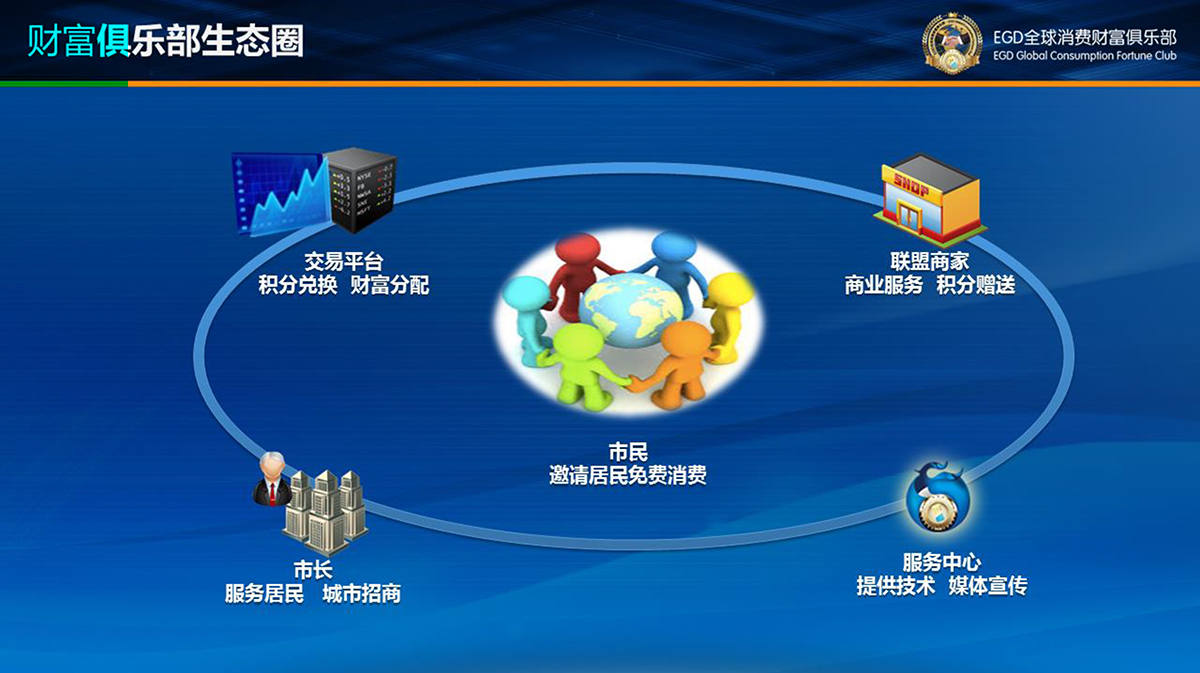 财富俱乐部生态圈
EGD全球消费财富俱乐部
EGD Global Consumption Fortune Club
交易平台
积分兑换 财富分配
SHOP
联盟商家
商业服务 积分赠送
市民
邀请居民免费消费
市长
服务居民 城市招商
服务中心
提供技术 媒体宣传